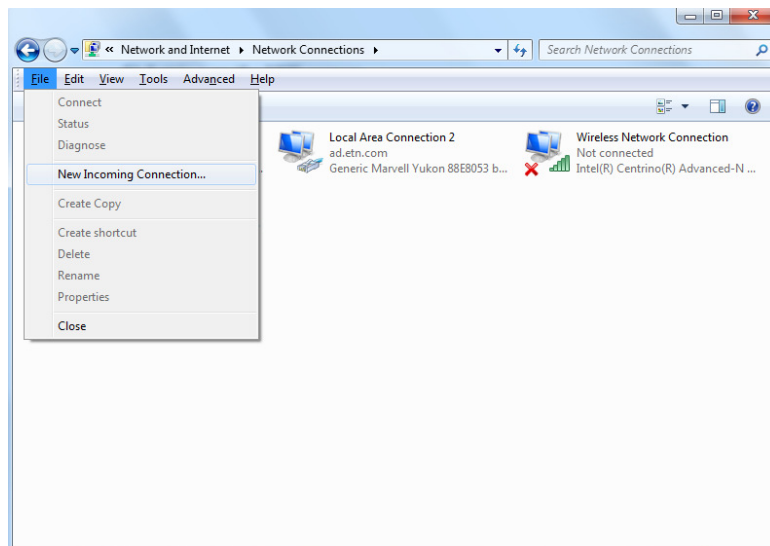 « Network and Internet ▸ Network Connections ▸
Search Network Connections
File Edit View Tools Advanced Help
Connect
Status
Diagnose
New Incoming Connection...
Create Copy
Create shortcut
Delete
Rename
Properties
Close
Local Area Connection 2
ad.etn.com
Generic Marvell Yukon 88E8053 b...
Wireless Network Connection
Not connected
Intel(R) Centrino(R) Advanced-N ...